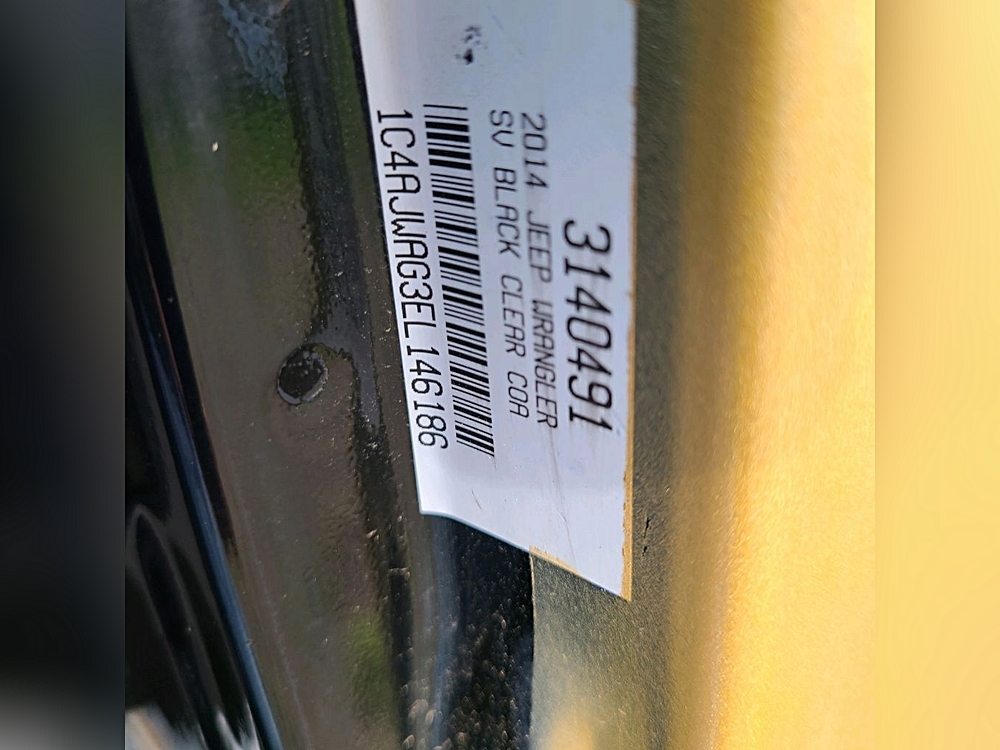 3140491
2014 JEEP WRANGLER
SV BLACK CLEAR COA
1C4AJWAG3EL146186